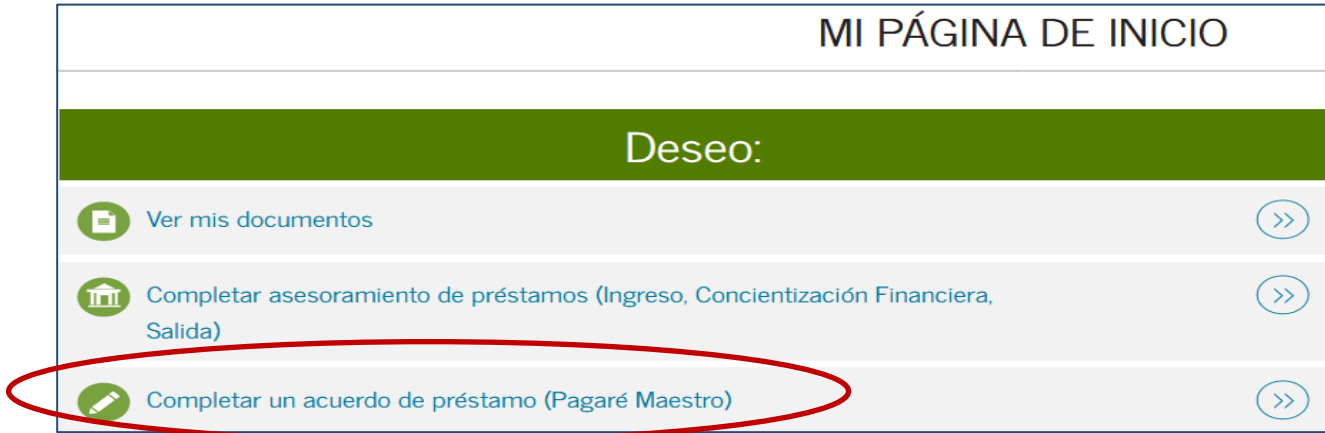 MI PÁGINA DE INICIO
Deseo:
Ver mis documentos
Completar asesoramiento de préstamos (Ingreso, Concientización Financiera,
Salida)
Completar un acuerdo de préstamo (Pagaré Maestro)